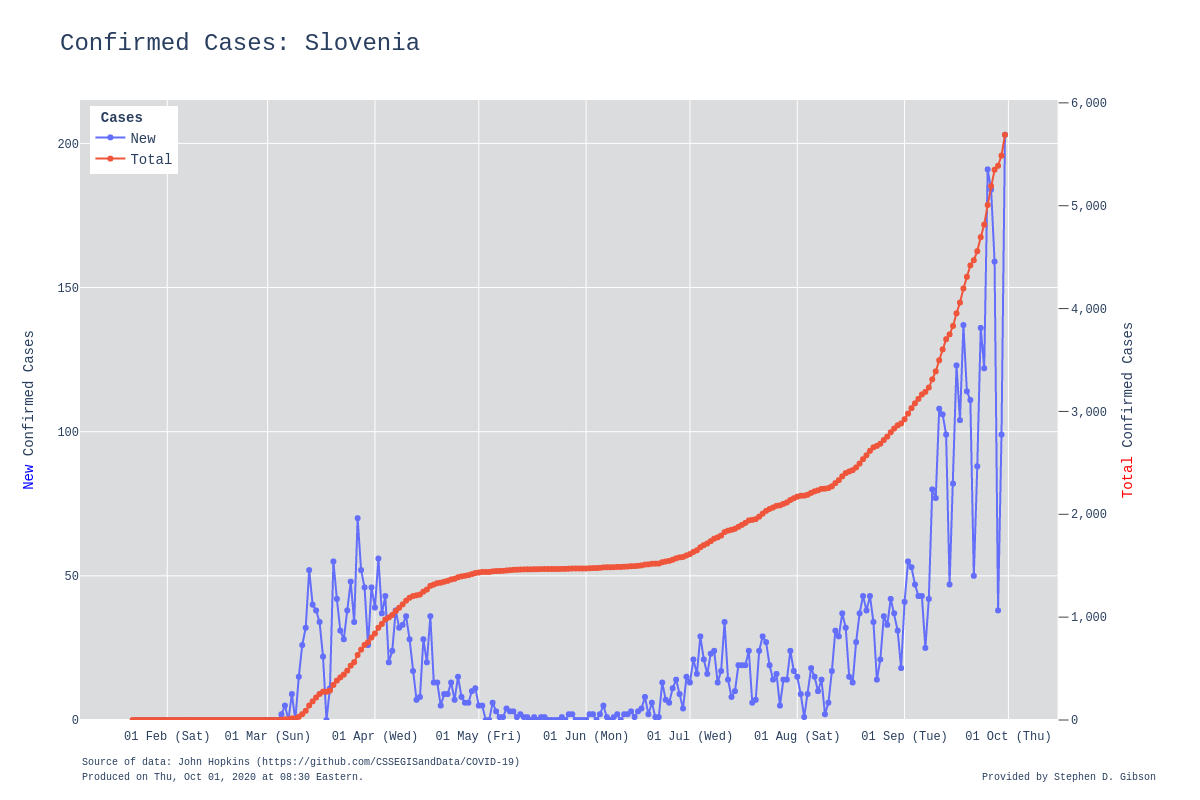 Confirmed Cases: Slovenia
Cases
New
Total
200
150
100
50
0
6,000
5,000
4,000
3,000
2,000
1,000
0
New Confirmed Cases
Total Confirmed Cases
01 Feb (Sat) 01 Mar (Sun) 01 Apr (Wed) 01 May (Fri) 01 Jun (Mon) 01 Jul (Wed) 01 Aug (Sat) 01 Sep (Tue) 01 Oct (Thu)
Source of data: John Hopkins (https://github.com/CSSEGISandData/COVID-19)
Produced on Thu, Oct 01, 2020 at 08:30 Eastern.
Provided by Stephen D. Gibson